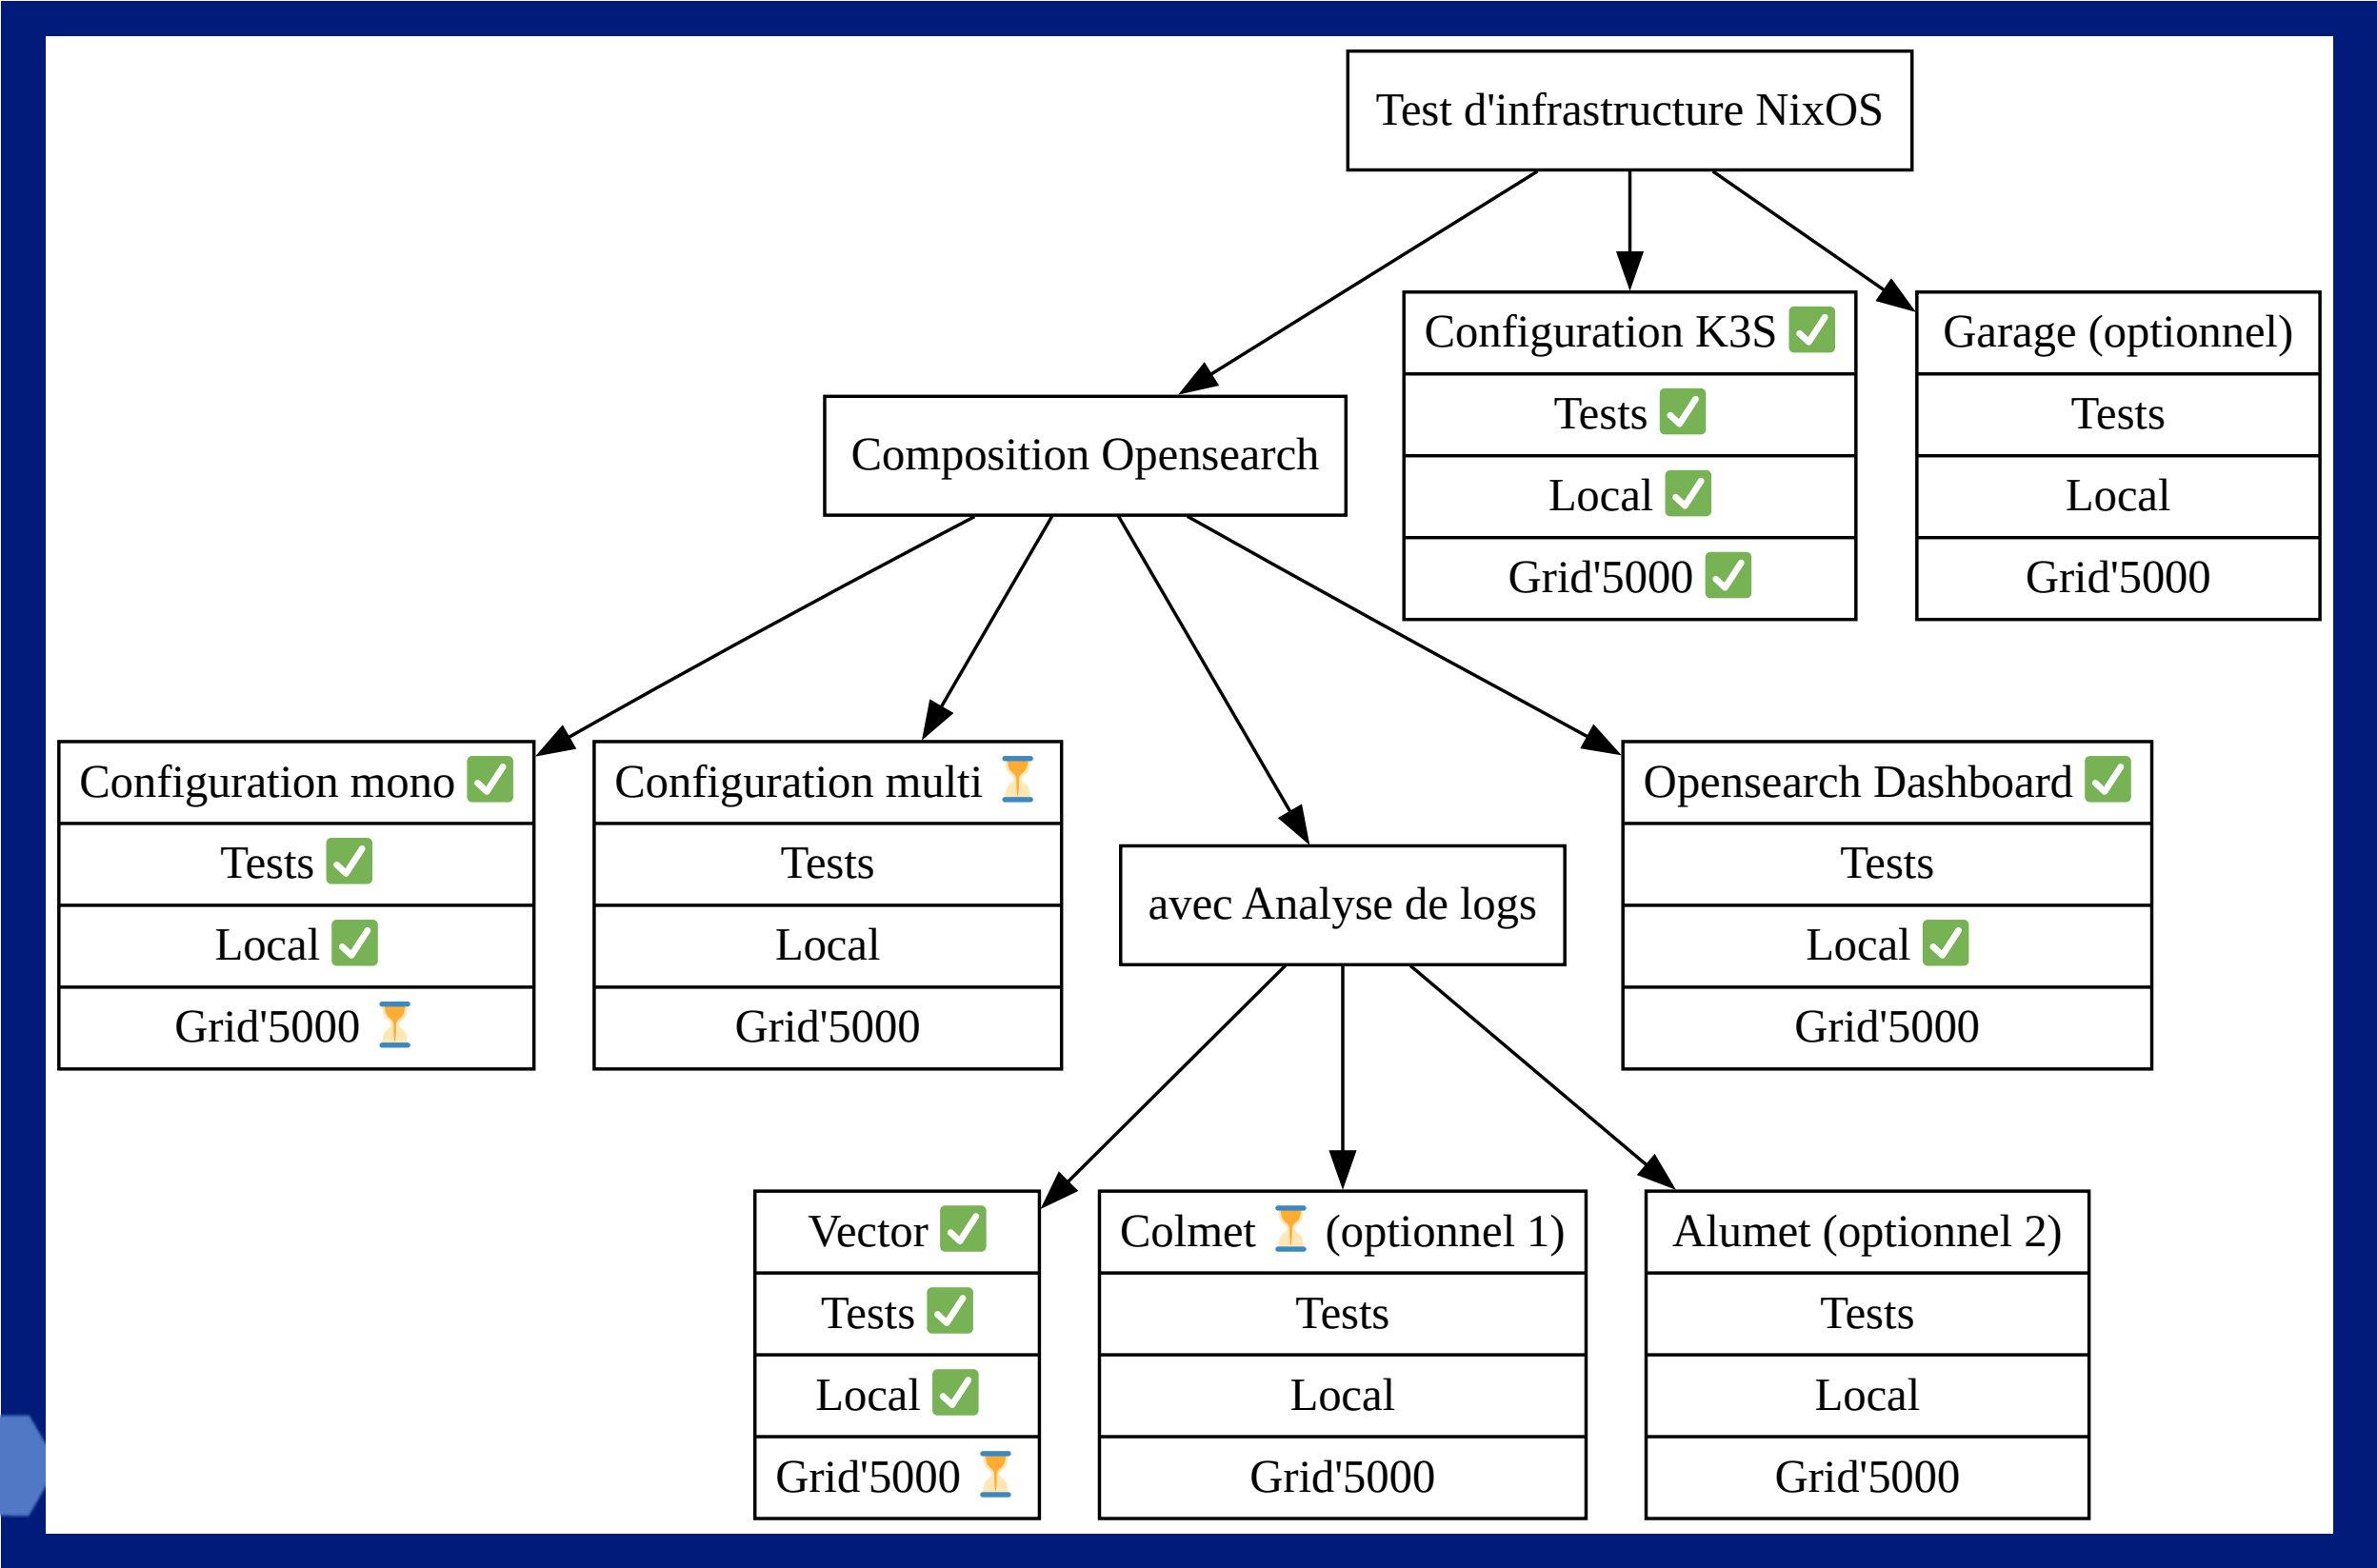 Test d'infrastructure NixOS
Configuration K3S ✅
Tests ✅
Local ✅
Grid'5000 ✅
Garage (optionnel)
Tests
Local
Grid'5000
Composition Opensearch
Configuration mono ✅
Tests ✅
Local ✅
Grid'5000 ⏳
Configuration multi ⏳
Tests
Local
Grid'5000
avec Analyse de logs
Opensearch Dashboard ✅
Tests
Local ✅
Grid'5000
Vector ✅
Tests ✅
Local ✅
Grid'5000 ⏳
Colmet ⏳ (optionnel 1)
Tests
Local
Grid'5000
Alumet (optionnel 2)
Tests
Local
Grid'5000